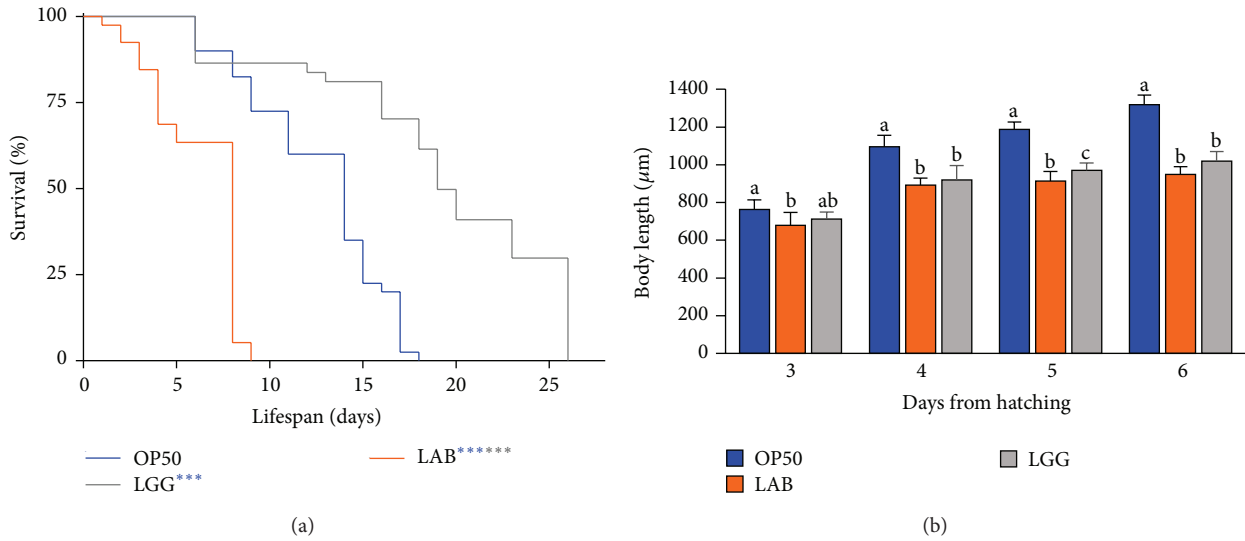 100
75
50
25
0
Survival (%)
0 5 10 15 20 25
Lifespan (days)
OP50
LAB******
LGG***
(a)
1400
1200
1000
800
600
400
200
0
Body length (μm)
a b ab
a b b
a b c
a b b
3 4 5 6
Days from hatching
OP50
LGG
LAB
(b)